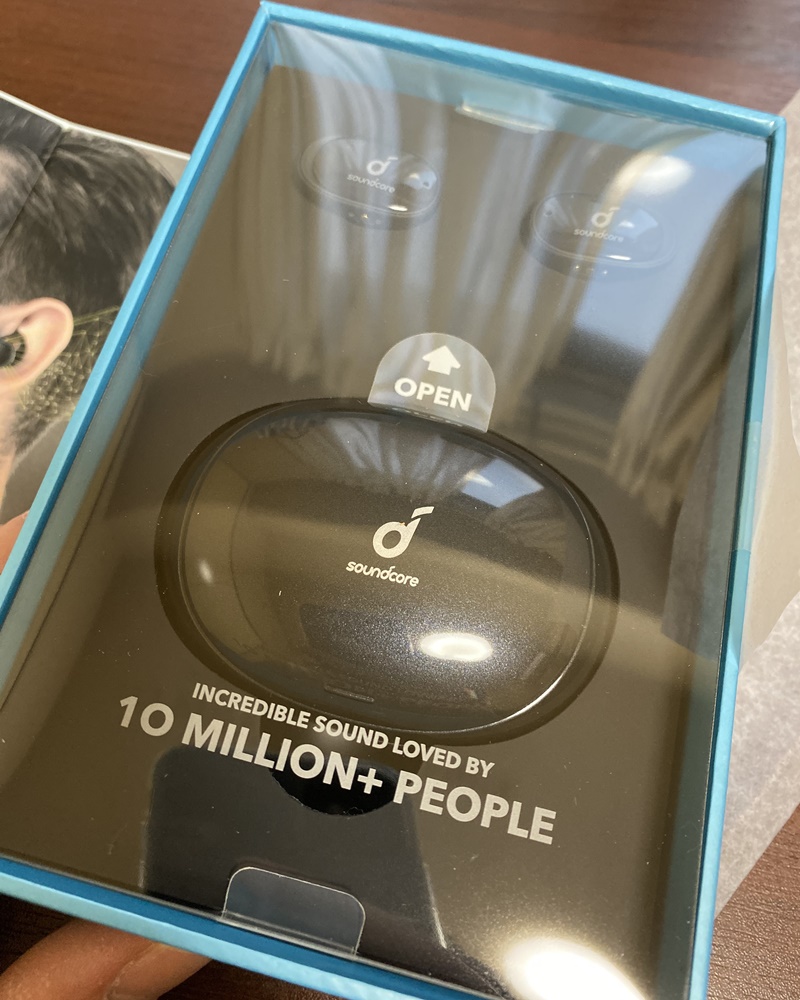 soundcore
soundcore
OPEN
soundcore
INCREDIBLE SOUND LOVED BY
10 MILLION+ PEOPLE